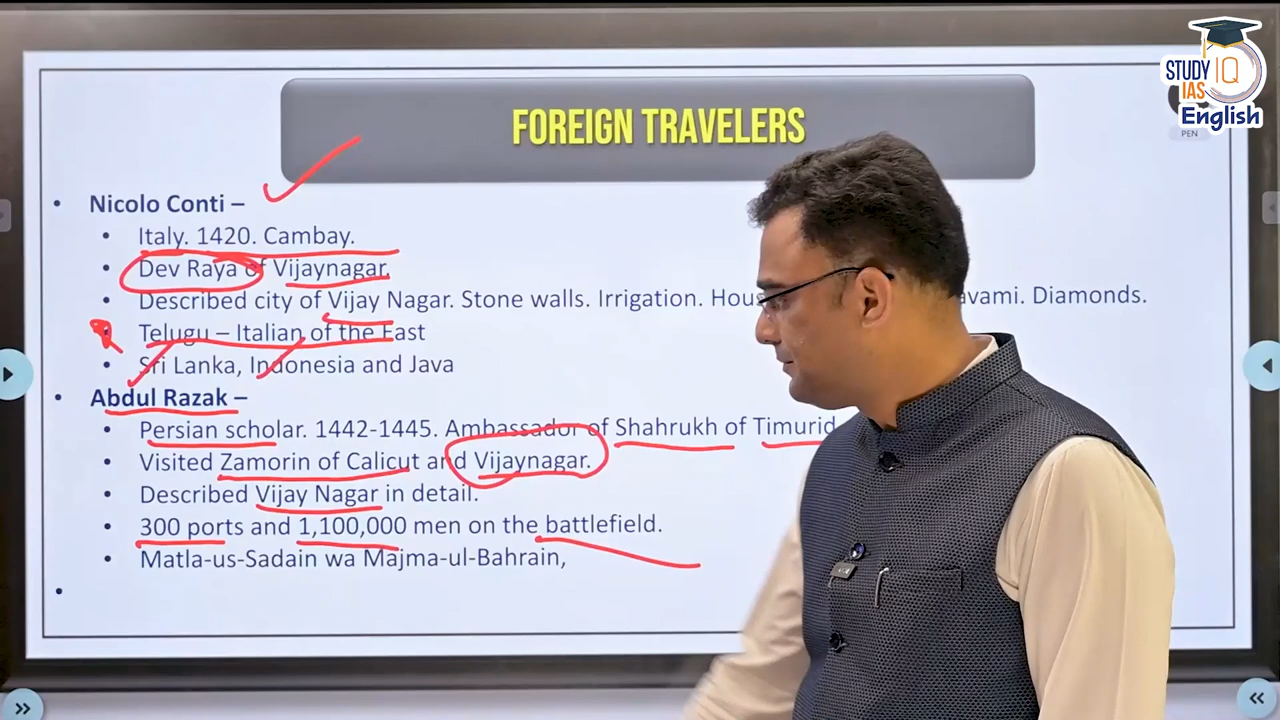 STUDY IQ
IAS
English
PEN
FOREIGN TRAVELERS
• Nicolo Conti –
• Italy. 1420. Cambay.
• Dev Raya of Vijaynagar.
• Described city of Vijay Nagar. Stone walls. Irrigation. Diamonds.
• Telugu – Italian of the East
• Sri Lanka, Indonesia and Java
• Abdul Razak –
• Persian scholar. 1442-1445. Ambassador of Shahrukh of Timurid
• Visited Zamorin of Calicut and Vijaynagar.
• Described Vijay Nagar in detail.
• 300 ports and 1,100,000 men on the battlefield.
• Matla-us-Sadain wa Majma-ul-Bahrain,
•